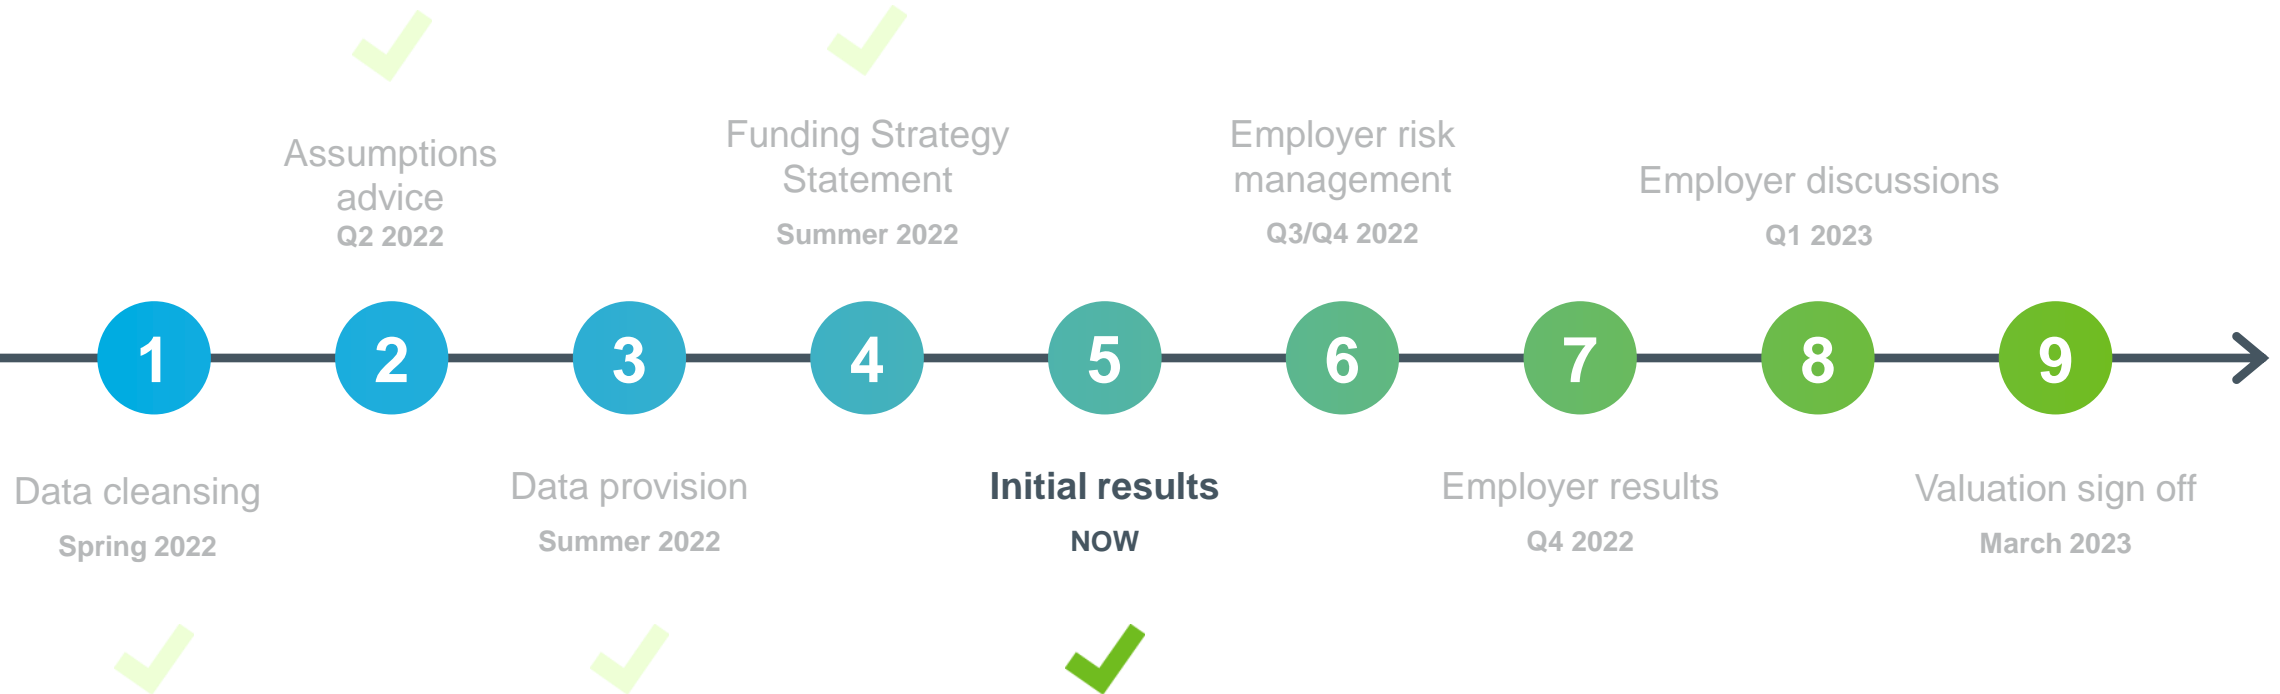 Assumptions
advice
Q2 2022
Funding Strategy
Statement
Summer 2022
Employer risk
management
Q3/Q4 2022
Employer discussions
Q1 2023
1
2
3
4
5
6
7
8
9
Data cleansing
Spring 2022
Data provision
Summer 2022
Initial results
NOW
Employer results
Q4 2022
Valuation sign off
March 2023